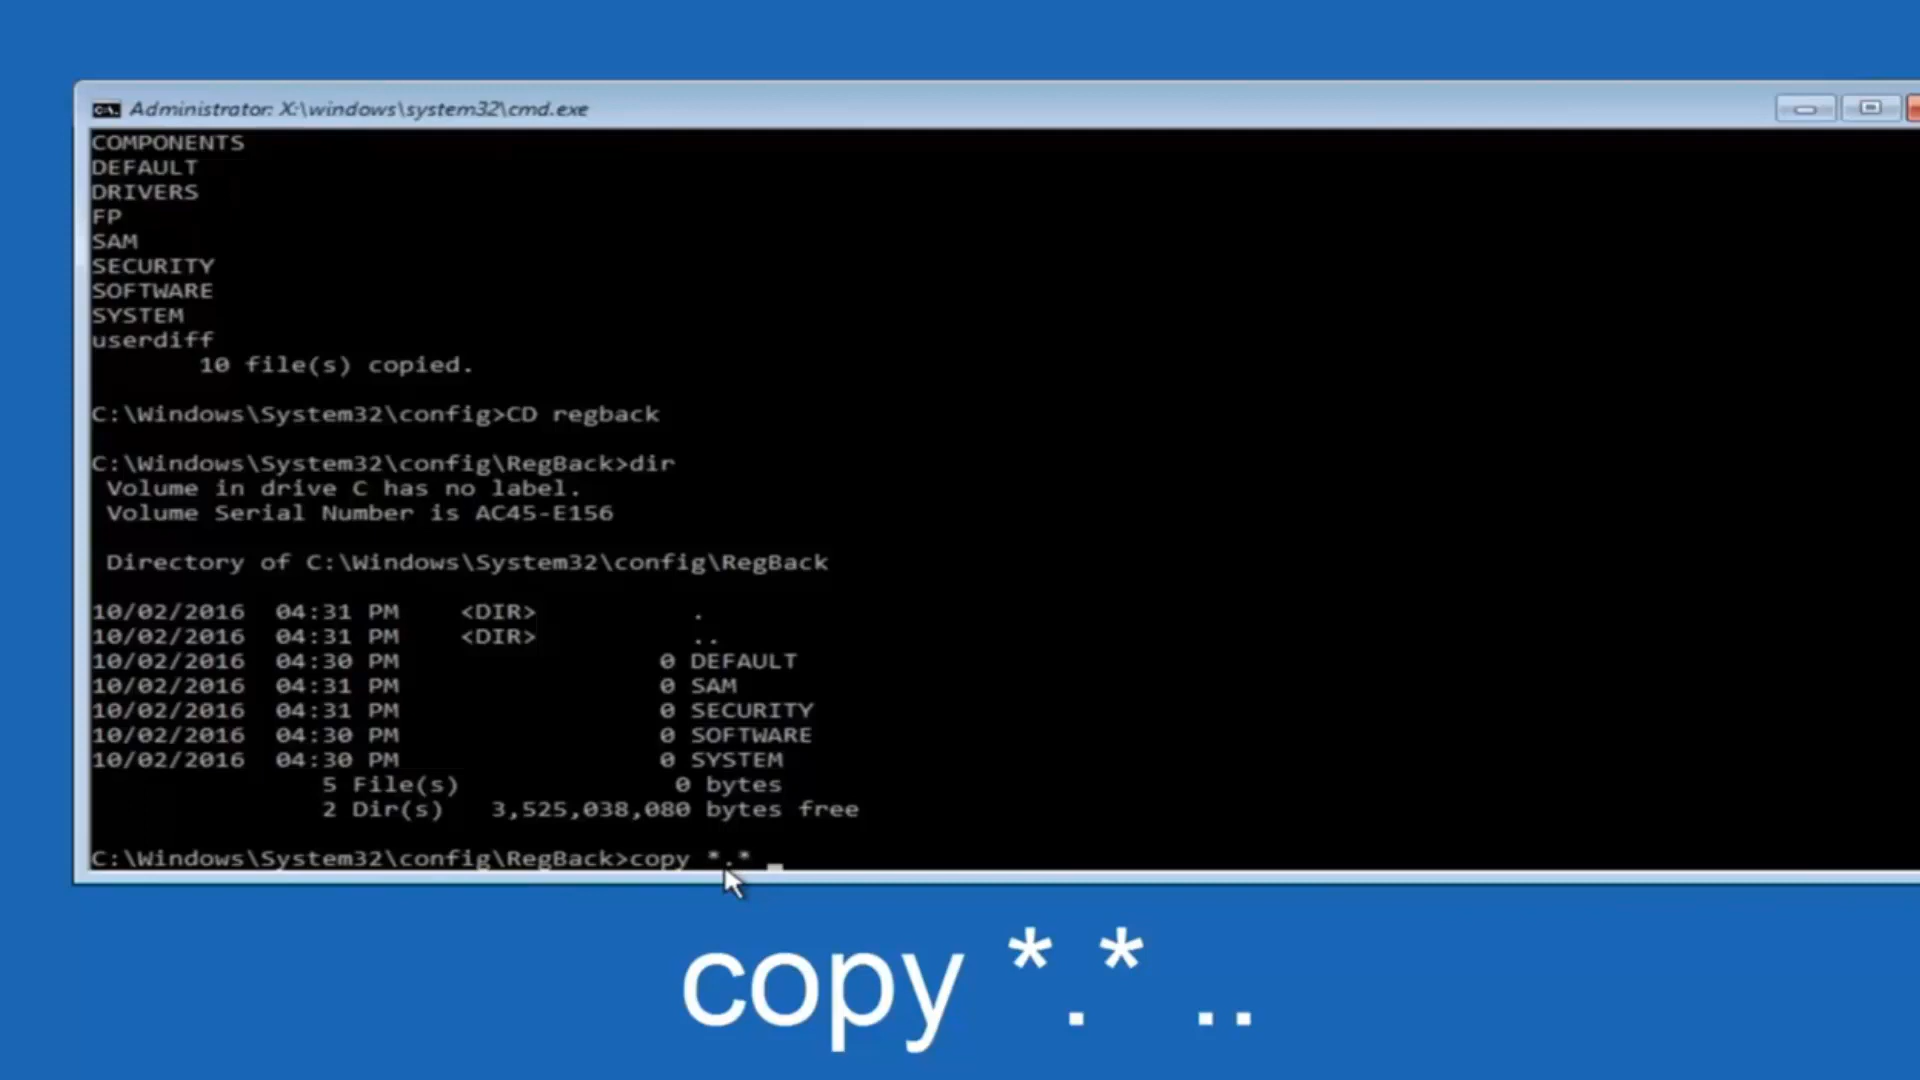 Administrator: X:\windows\system32\cmd.exe
COMPONENTS
DEFAULT
DRIVERS
FP
SAM
SECURITY
SOFTWARE
SYSTEM
userdiff
10 file(s) copied.
C:\Windows\System32\config>CD regback
C:\Windows\System32\config\RegBack>dir
Volume in drive C has no label.
Volume Serial Number is AC45-E156
Directory of C:\Windows\System32\config\RegBack
10/02/2016 04:31 PM <DIR> .
10/02/2016 04:31 PM <DIR> ..
10/02/2016 04:30 PM 0 DEFAULT
10/02/2016 04:31 PM 0 SAM
10/02/2016 04:31 PM 0 SECURITY
10/02/2016 04:30 PM 0 SOFTWARE
10/02/2016 04:30 PM 0 SYSTEM
5 File(s) 0 bytes
2 Dir(s) 3,525,038,080 bytes free
C:\Windows\System32\config\RegBack>copy *.* _
copy *.* ..